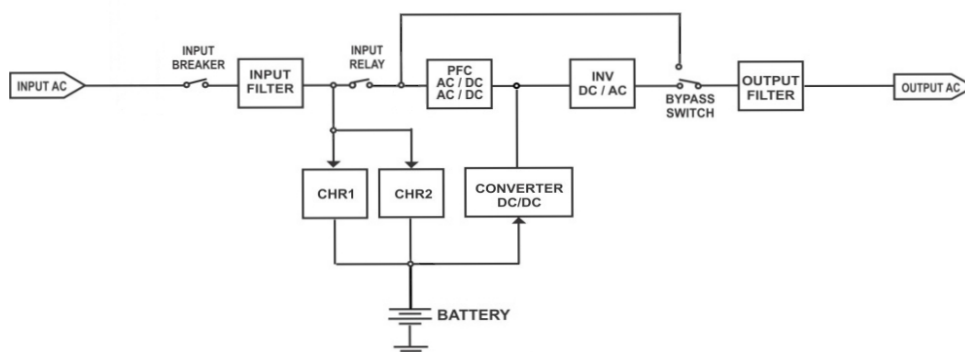 INPUT AC
INPUT
BREAKER
INPUT
FILTER
INPUT
RELAY
PFC
AC / DC
AC / DC
INV
DC / AC
BYPASS
SWITCH
OUTPUT
FILTER
OUTPUT AC
CHR1
CHR2
CONVERTER
DC/DC
BATTERY